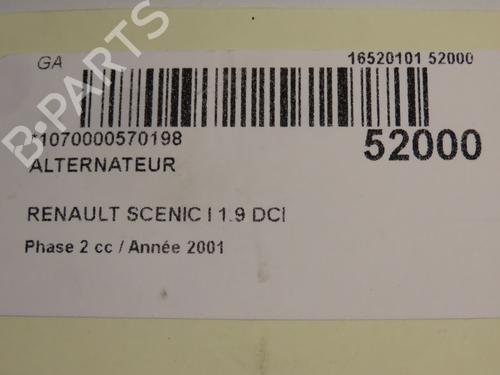 GA 16520101 52000
*1070000570198 52000
ALTERNATEUR
RENAULT SCENIC I 1.9 DCI
Phase 2 cc / Année 2001
B-PARTS